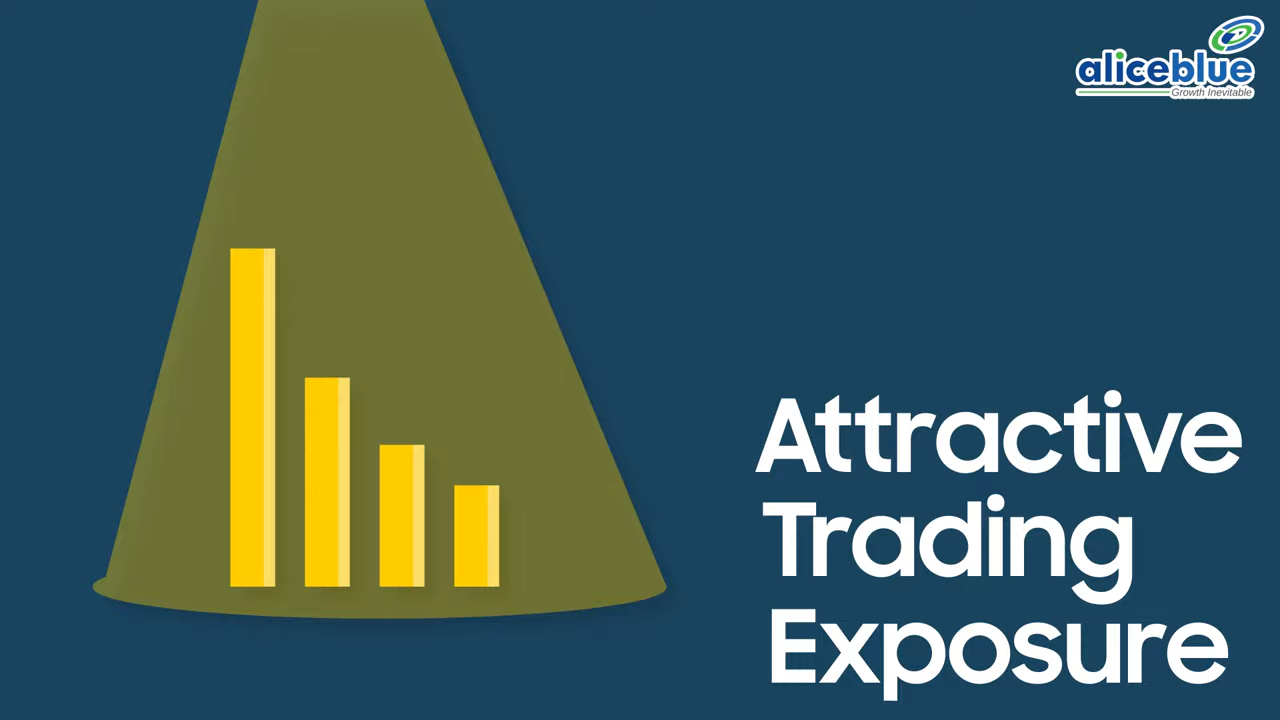 aliceblue
Growth Inevitable
Attractive
Trading
Exposure